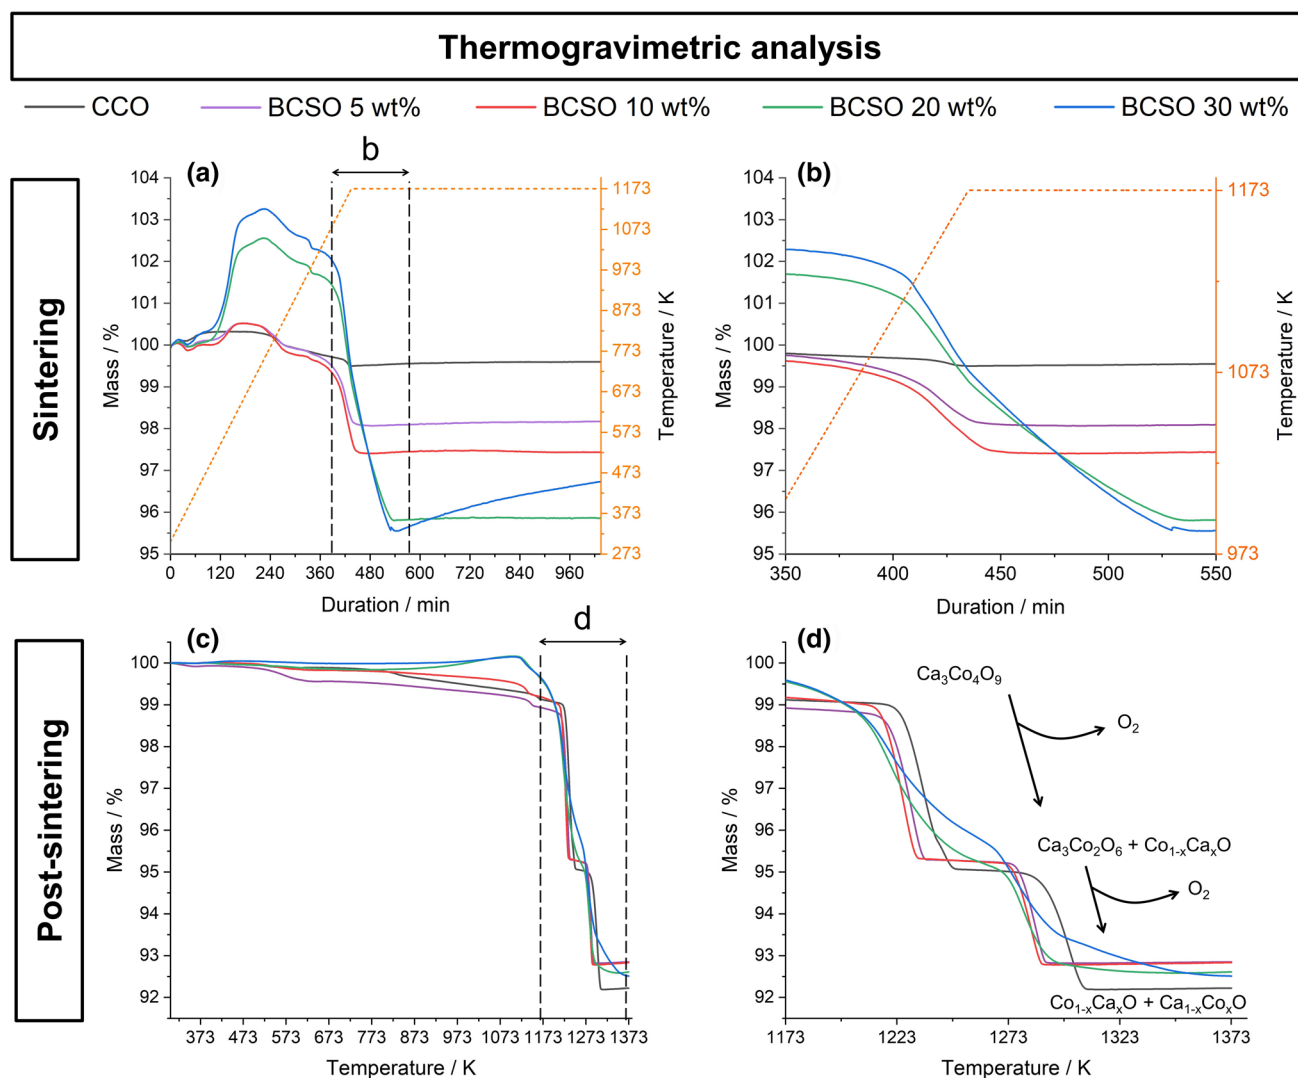 Thermogravimetric analysis
CCO BCSO 5 wt% BCSO 10 wt% BCSO 20 wt% BCSO 30 wt%
Sintering
(a)
b
104
103
102
101
100
99
98
97
96
95
Mass / %
0 120 240 360 480 600 720 840 960
Duration / min
1173
1073
973
873
773
673
573
473
373
273
Temperature / K
(b)
104
103
102
101
100
99
98
97
96
95
Mass / %
350 400 450 500 550
Duration / min
1173
1073
973
Temperature / K
Post-sintering
(c)
d
100
99
98
97
96
95
94
93
92
Mass / %
373 473 573 673 773 873 973 1073 1173 1273 1373
Temperature / K
(d)
100
99
98
97
96
95
94
93
92
Mass / %
Ca₃Co₄O₉
O₂
Ca₃Co₂O₆ + Co₁₋ₓCaₓO
O₂
Co₁₋ₓCaₓO + Ca₁₋ₓCoₓO
1173 1223 1273 1323 1373
Temperature / K